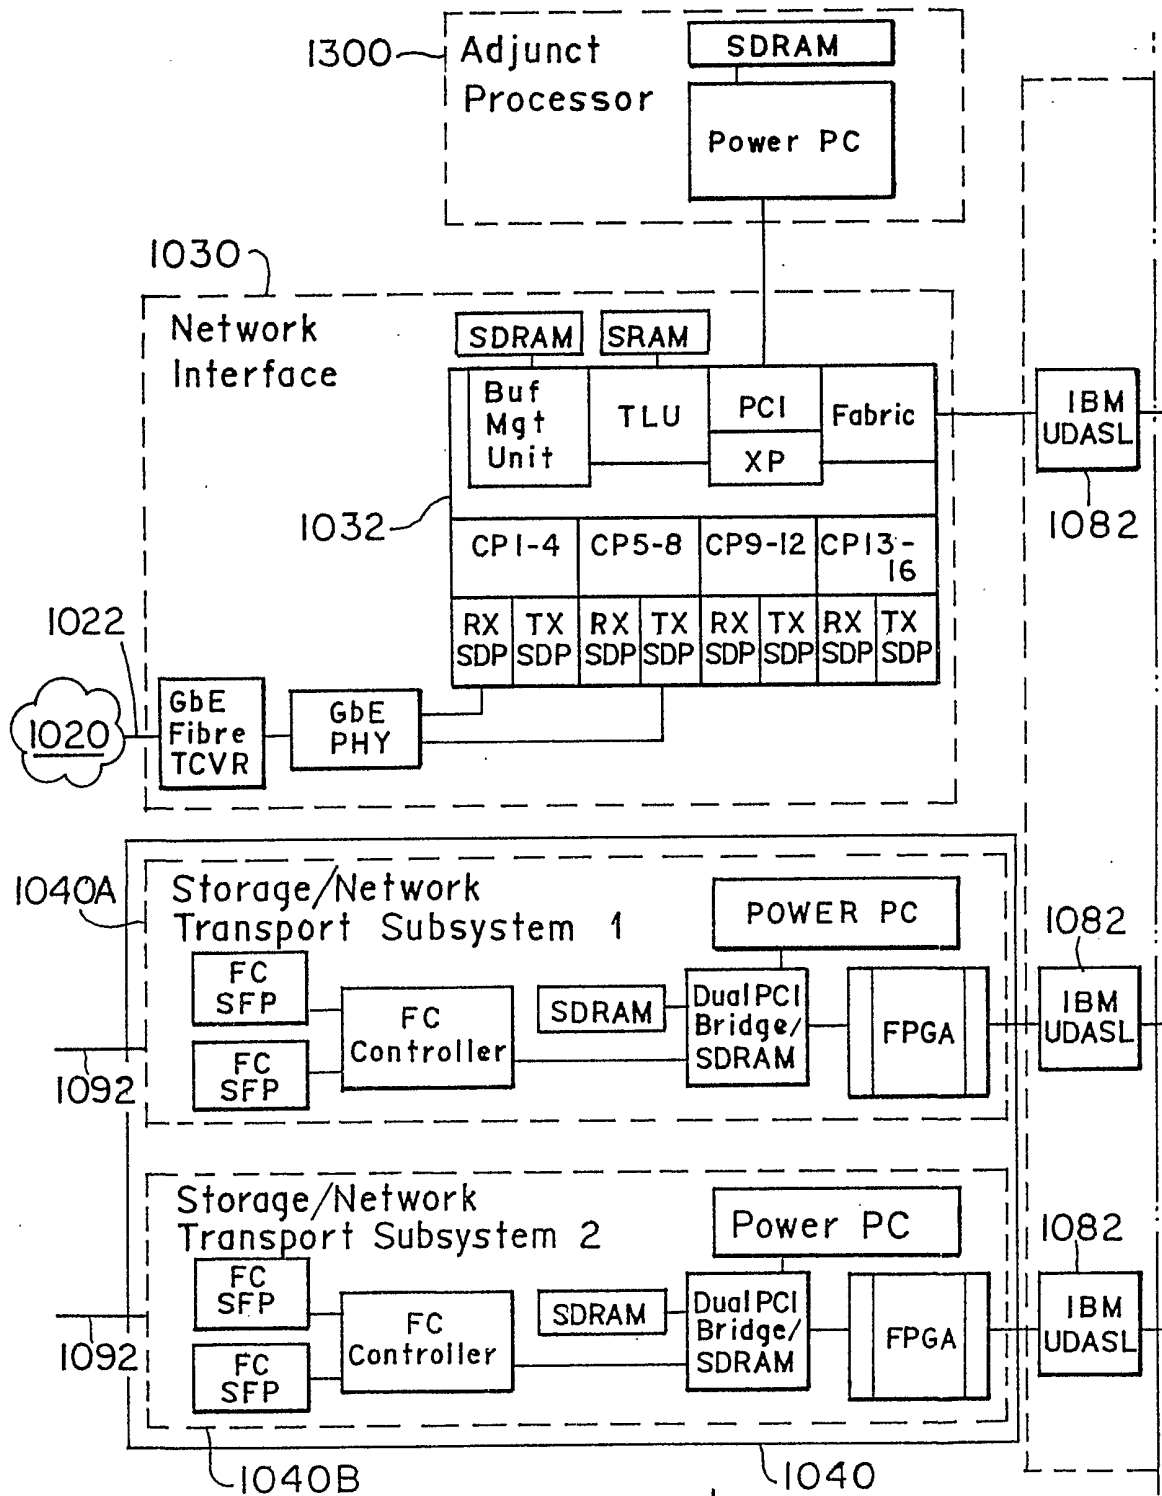 1300
Adjunct
Processor
SDRAM
Power PC
1030
Network
Interface
SDRAM
SRAM
Buf
Mgt
Unit
TLU
PCI
XP
Fabric
IBM
UDASL
1082
1032
CP1-4
CP5-8
CP9-12
CP13-
16
RX
SDP
TX
SDP
RX
SDP
TX
SDP
RX
SDP
TX
SDP
RX
SDP
TX
SDP
1022
1020
GbE
Fibre
TCVR
GbE
PHY
1040A
Storage/Network
Transport Subsystem 1
POWER PC
FC
SFP
FC
SFP
FC
Controller
SDRAM
Dual PCI
Bridge/
SDRAM
FPGA
1082
IBM
UDASL
1092
Storage/Network
Transport Subsystem 2
Power PC
FC
SFP
FC
SFP
FC
Controller
SDRAM
Dual PCI
Bridge/
SDRAM
FPGA
1082
IBM
UDASL
1092
1040B
1040